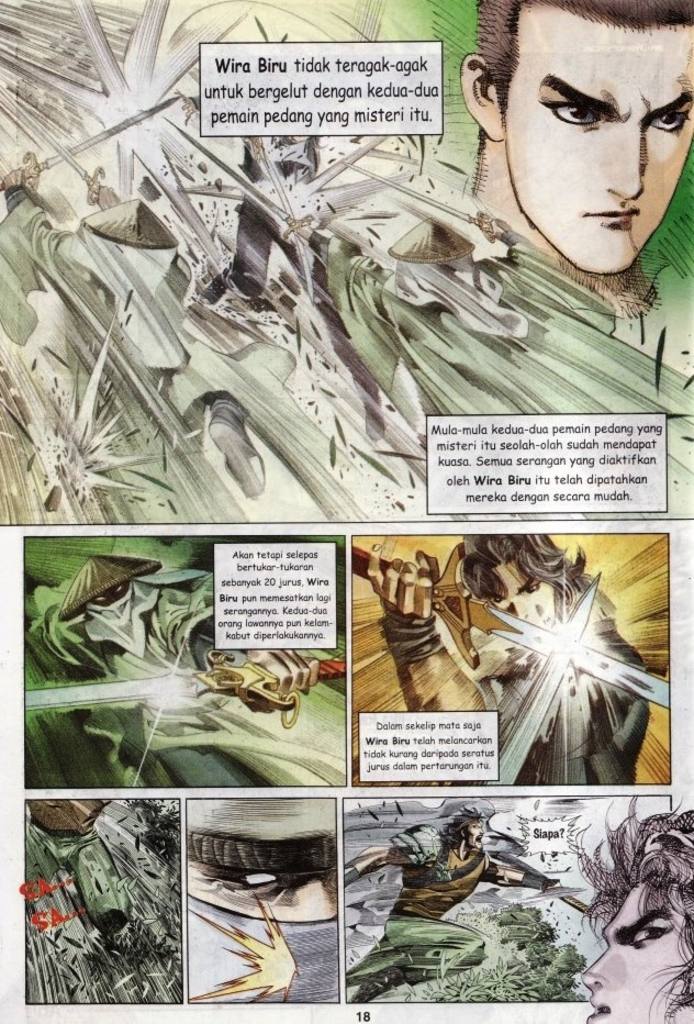 Wira Biru tidak teragak-agak
untuk bergelut dengan kedua-dua
pemain pedang yang misteri itu.
Mula-mula kedua-dua pemain pedang yang
misteri itu seolah-olah sudah mendapat
kuasa. Semua serangan yang diaktifkan
oleh Wira Biru itu telah dipatahkan
mereka dengan secara mudah.
Akan tetapi selepas
bertukar-tukaran
sebanyak 20 jurus, Wira
Biru pun memesatkan lagi
serangannya. Kedua-dua
orang lawannya pun kelam-
kabut diperlakukannya.
Dalam sekelip mata saja
Wira Biru telah melancarkan
tidak kurang daripada seratus
jurus dalam pertarungan itu.
SA...
SA...
Siapa?
18